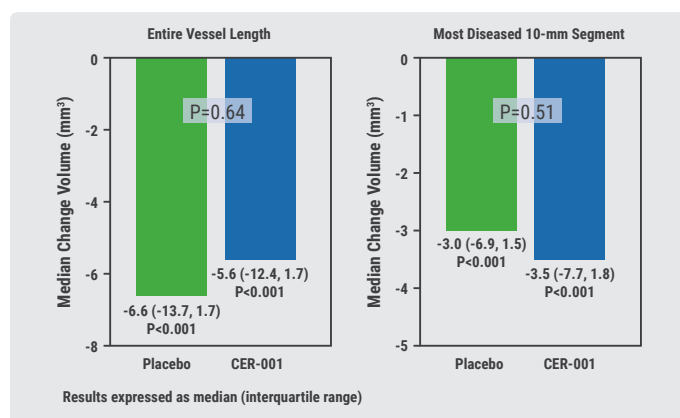 Entire Vessel Length
Median Change Volume (mm³)
0
-2
-4
-6
-8
P=0.64
-6.6 (-13.7, 1.7)
P<0.001
-5.6 (-12.4, 1.7)
P<0.001
Placebo
CER-001
Most Diseased 10-mm Segment
Median Change Volume (mm³)
0
-1
-2
-3
-4
-5
P=0.51
-3.0 (-6.9, 1.5)
P<0.001
-3.5 (-7.7, 1.8)
P<0.001
Placebo
CER-001
Results expressed as median (interquartile range)